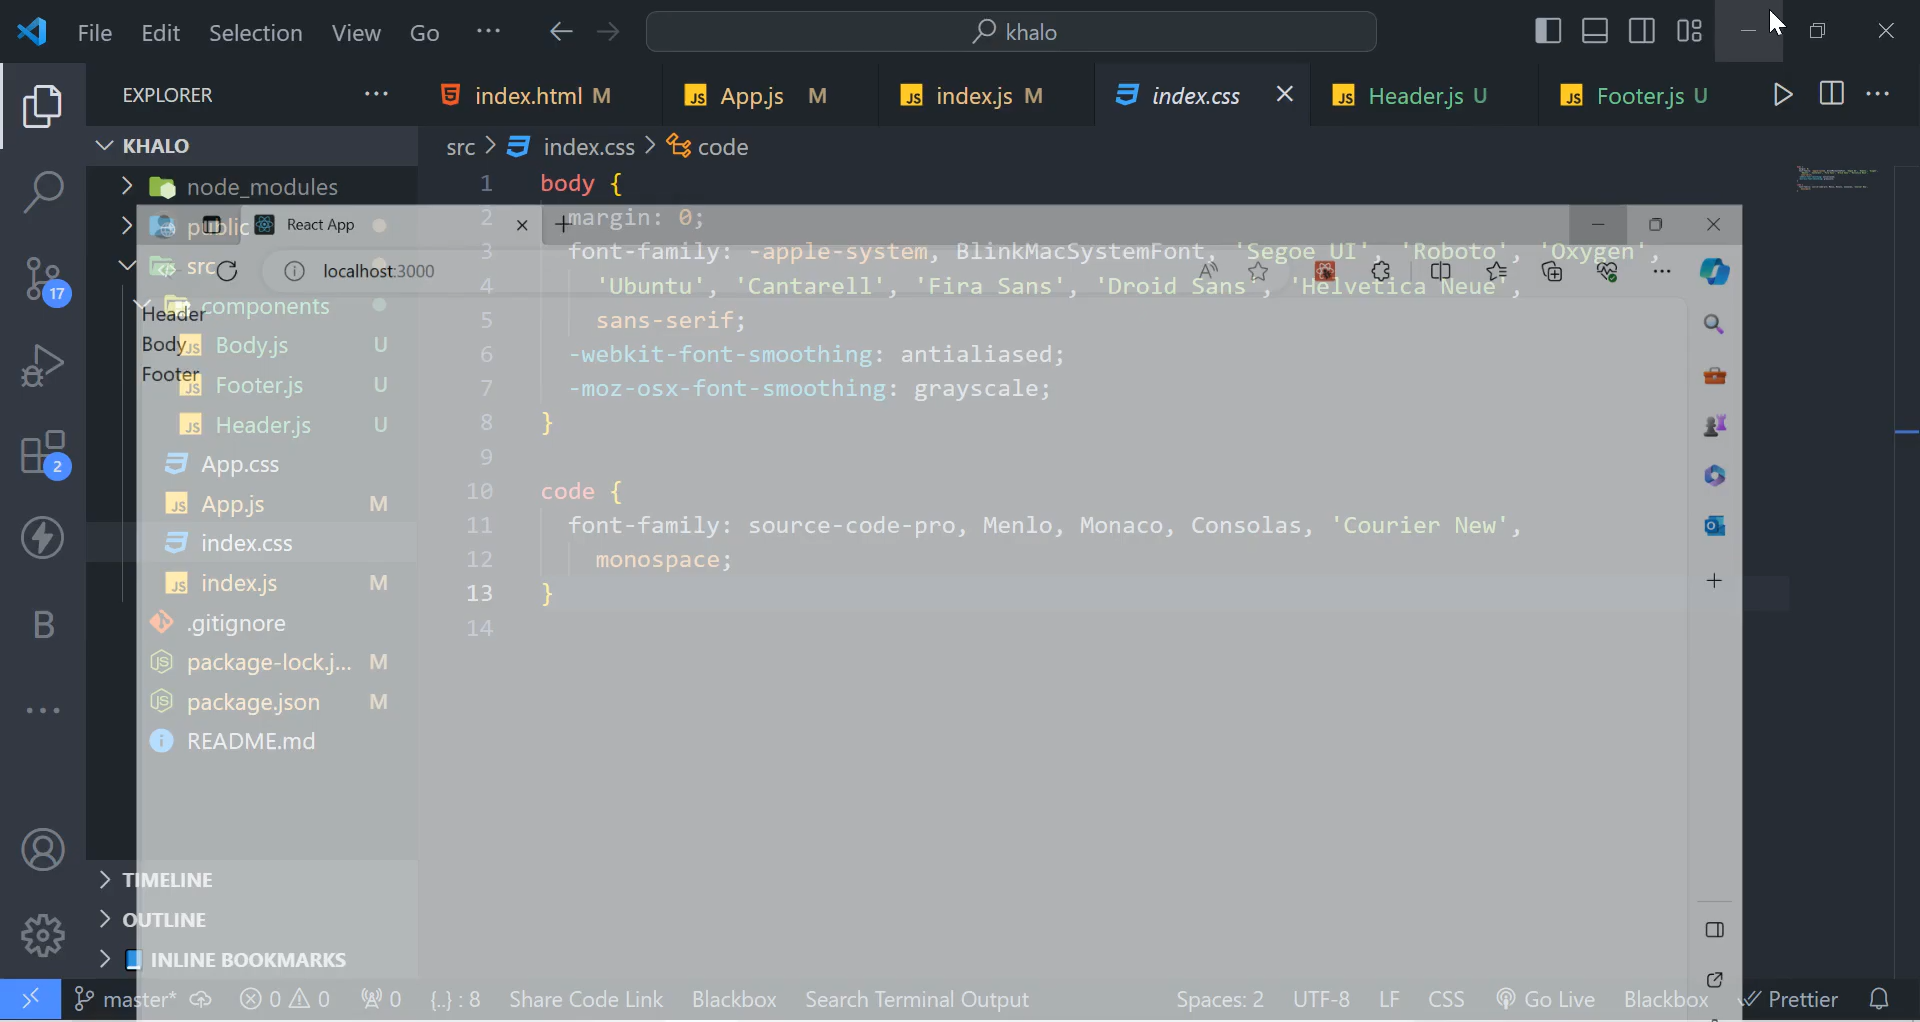 File Edit Selection View Go ··· khalo
EXPLORER ··· index.html M App.js M index.js M index.css Header.js U Footer.js U ···
KHALO
src > index.css > code
node_modules
public
src
components
Body.js U
Footer.js U
Header.js U
App.css
App.js M
index.css
index.js M
.gitignore
package-lock.j... M
package.json M
README.md
TIMELINE
OUTLINE
INLINE BOOKMARKS
17
2
B
1 body {
2 margin: 0;
3 font-family: -apple-system, BlinkMacSystemFont, 'Segoe UI', 'Roboto', 'Oxygen',
4 'Ubuntu', 'Cantarell', 'Fira Sans', 'Droid Sans', 'Helvetica Neue',
5 sans-serif;
6 -webkit-font-smoothing: antialiased;
7 -moz-osx-font-smoothing: grayscale;
8 }
9
10 code {
11 font-family: source-code-pro, Menlo, Monaco, Consolas, 'Courier New',
12 monospace;
13 }
14
React App
localhost:3000
Header
Body
Footer
master* 0 0 0 {..} : 8 Share Code Link Blackbox Search Terminal Output Spaces: 2 UTF-8 LF CSS Go Live Blackbox Prettier